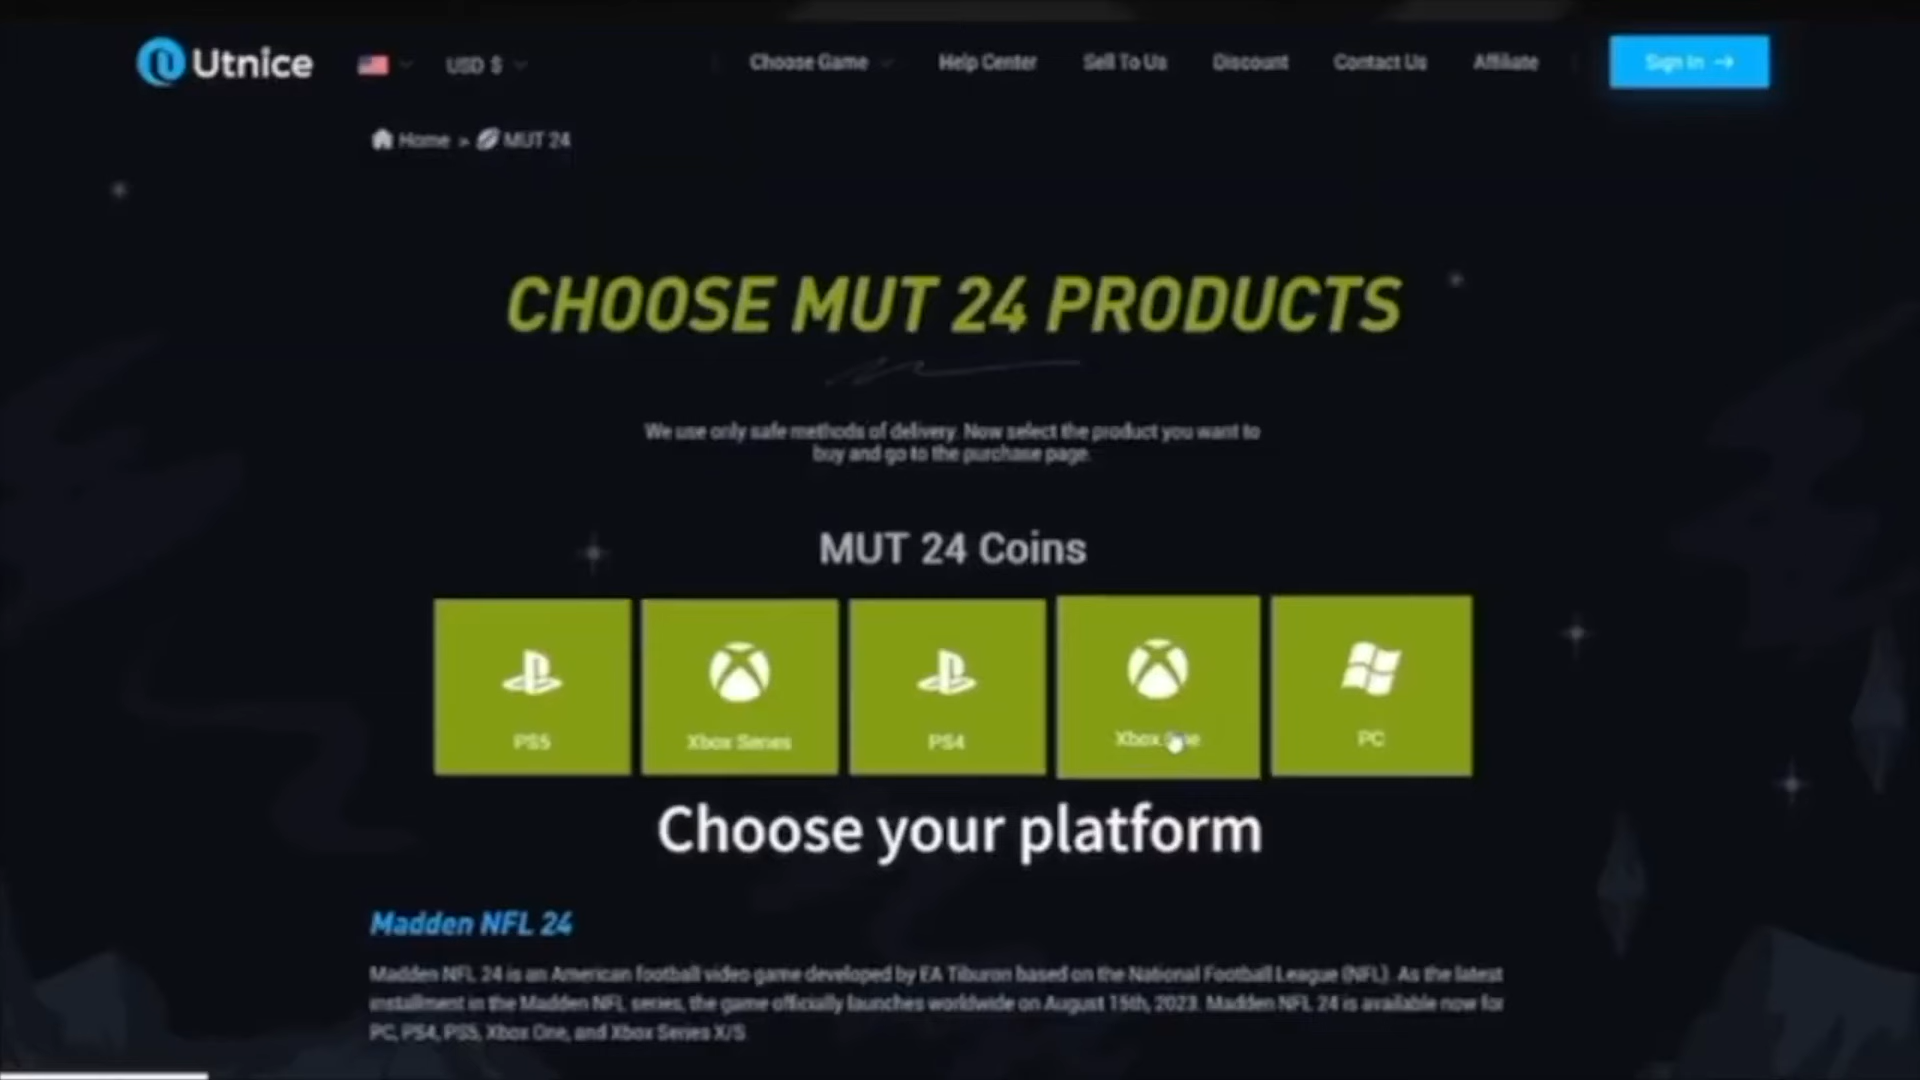 Utnice
USD $
Choose Game
Help Center
Sell To Us
Discount
Contact Us
Affiliate
Sign In →
Home > MUT 24
CHOOSE MUT 24 PRODUCTS
We use only safe methods of delivery. Now select the product you want to
buy and go to the purchase page.
MUT 24 Coins
PS5
Xbox Series
PS4
Xbox One
PC
Choose your platform
Madden NFL 24
Madden NFL 24 is an American football video game developed by EA Tiburon based on the National Football League (NFL). As the latest
installment in the Madden NFL series, the game officially launches worldwide on August 15th, 2023. Madden NFL 24 is available now for
PC, PS4, PS5, Xbox One, and Xbox Series X/S